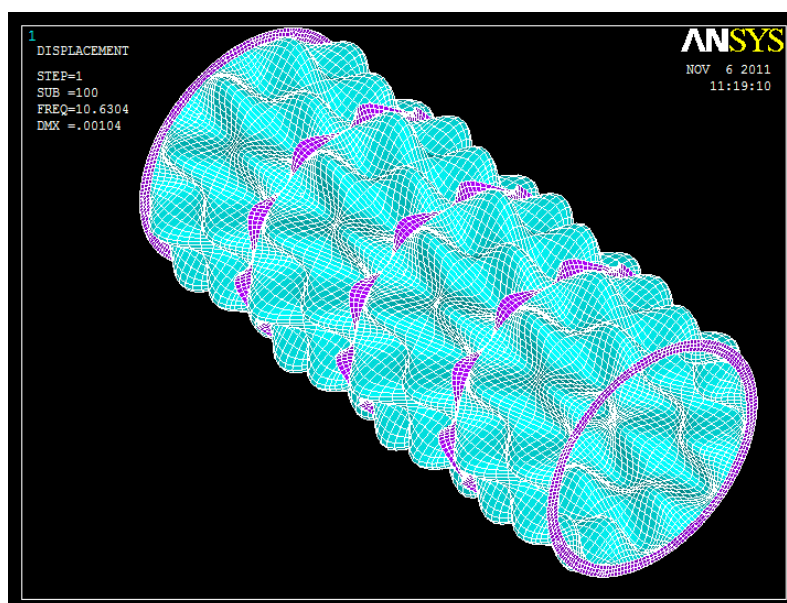 1
DISPLACEMENT
STEP=1
SUB =100
FREQ=10.6304
DMX =.00104
ANSYS
NOV  6 2011
11:19:10